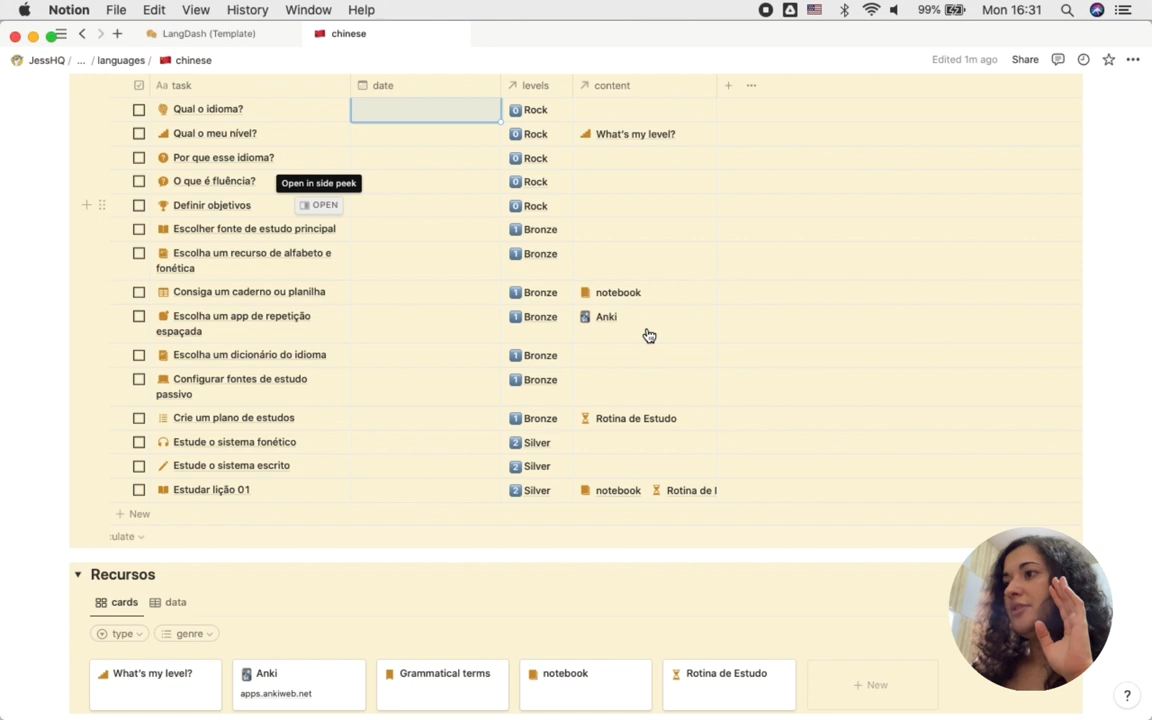 Notion File Edit View History Window Help 99% Mon 16:31
LangDash (Template) chinese
JessHQ / ... / languages / chinese Edited 1m ago Share
Aa task date levels content
Qual o idioma? 0 Rock
Qual o meu nível? 0 Rock What's my level?
Por que esse idioma? 0 Rock
O que é fluência? Open in side peek 0 Rock
Definir objetivos OPEN 0 Rock
Escolher fonte de estudo principal 1 Bronze
Escolha um recurso de alfabeto e 1 Bronze
fonética
Consiga um caderno ou planilha 1 Bronze notebook
Escolha um app de repetição 1 Bronze Anki
espaçada
Escolha um dicionário do idioma 1 Bronze
Configurar fontes de estudo 1 Bronze
passivo
Crie um plano de estudos 1 Bronze Rotina de Estudo
Estude o sistema fonético 2 Silver
Estude o sistema escrito 2 Silver
Estudar lição 01 2 Silver notebook Rotina de
+ New
:ulate
Recursos
cards data
type genre
What's my level? Anki Grammatical terms notebook Rotina de Estudo + New
apps.ankiweb.net
?